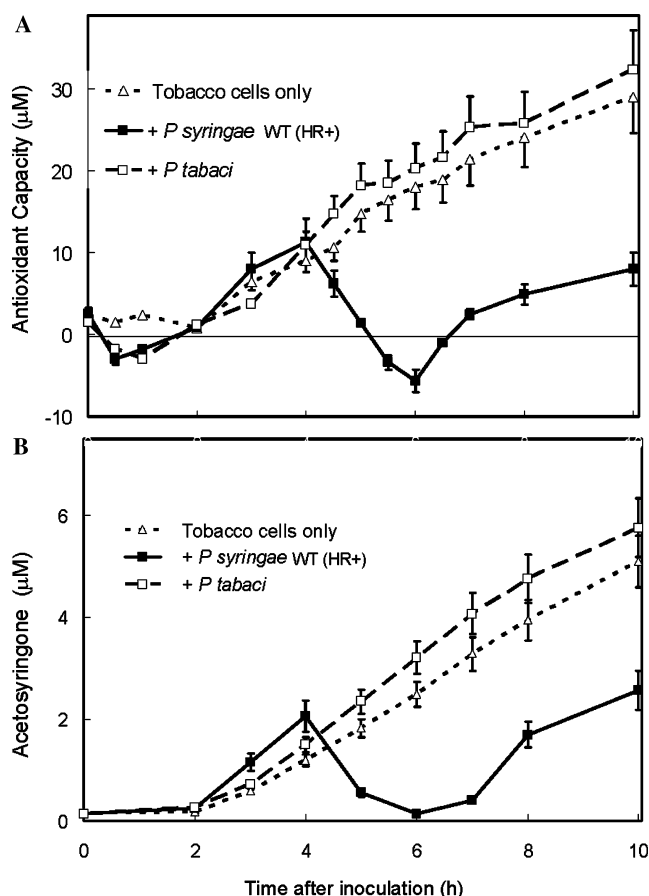 A
Antioxidant Capacity (µM)
30
20
10
0
-10
Tobacco cells only
+ P syringae WT (HR+)
+ P tabaci
B
Acetosyringone (µM)
6
4
2
0
Tobacco cells only
+ P syringae WT (HR+)
+ P tabaci
0 2 4 6 8 10
Time after inoculation (h)